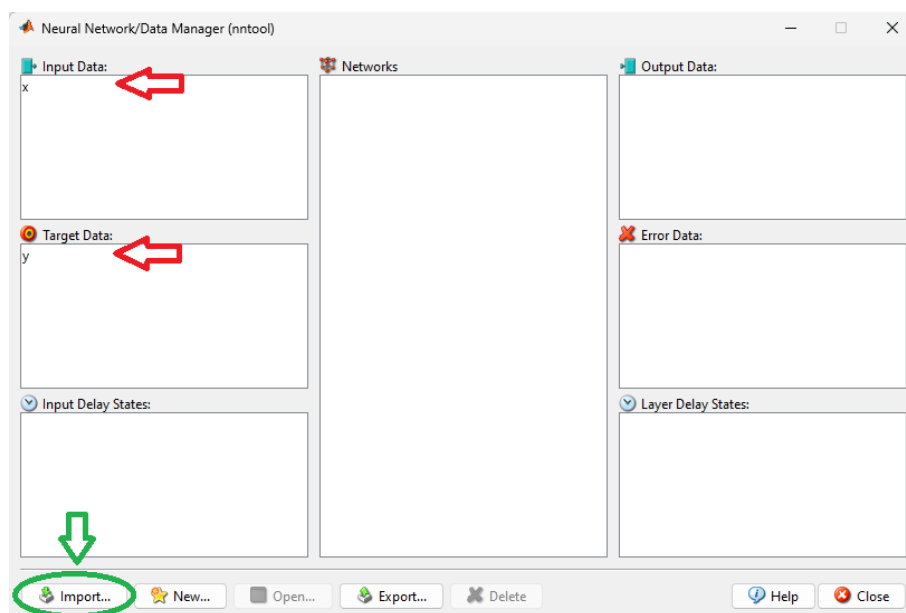 Neural Network/Data Manager (nntool)
Input Data:
x
Networks
Output Data:
Target Data:
y
Error Data:
Input Delay States:
Layer Delay States:
Import...
New...
Open...
Export...
Delete
Help
Close